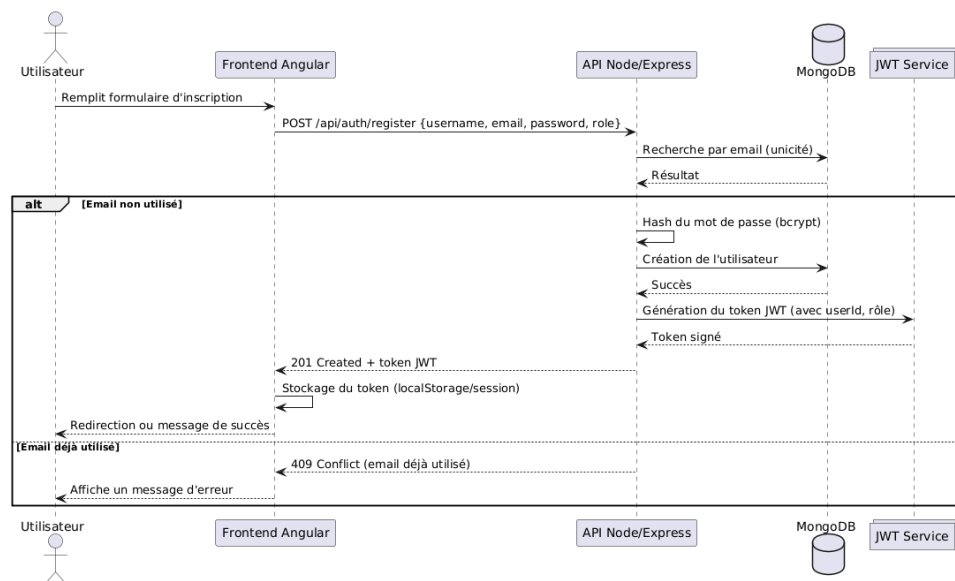 Utilisateur
Frontend Angular
API Node/Express
MongoDB
JWT Service
Remplit formulaire d'inscription
POST /api/auth/register {username, email, password, role}
Recherche par email (unicité)
Résultat
alt [Email non utilisé]
Hash du mot de passe (bcrypt)
Création de l'utilisateur
Succès
Génération du token JWT (avec userId, rôle)
Token signé
201 Created + token JWT
Stockage du token (localStorage/session)
Redirection ou message de succès
[Email déjà utilisé]
409 Conflict (email déjà utilisé)
Affiche un message d'erreur
Utilisateur
Frontend Angular
API Node/Express
MongoDB
JWT Service